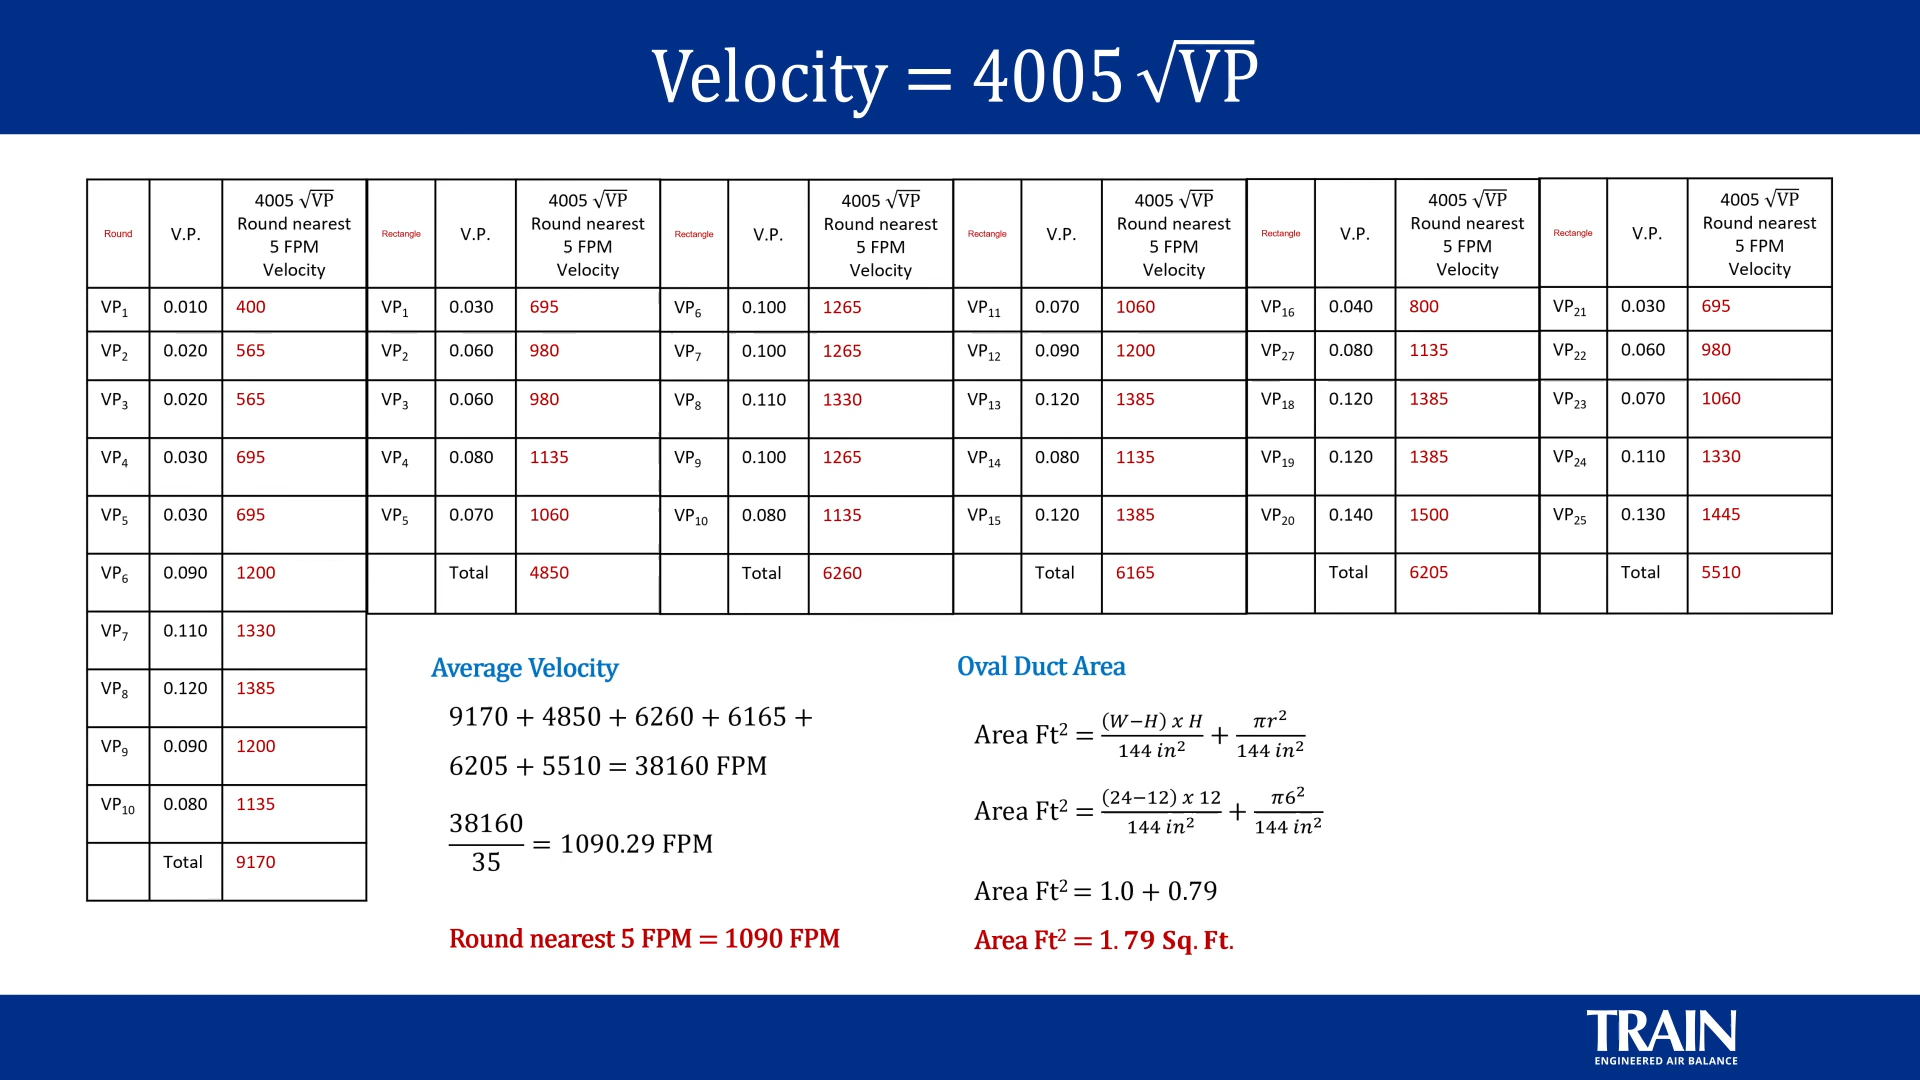 Velocity = 4005 √VP
Round V.P. 4005 √VP Round nearest 5 FPM Velocity
VP1 0.010 400
VP2 0.020 565
VP3 0.020 565
VP4 0.030 695
VP5 0.030 695
VP6 0.090 1200
VP7 0.110 1330
VP8 0.120 1385
VP9 0.090 1200
VP10 0.080 1135
Total 9170
Rectangle V.P. 4005 √VP Round nearest 5 FPM Velocity
VP1 0.030 695
VP2 0.060 980
VP3 0.060 980
VP4 0.080 1135
VP5 0.070 1060
Total 4850
Rectangle V.P. 4005 √VP Round nearest 5 FPM Velocity
VP6 0.100 1265
VP7 0.100 1265
VP8 0.110 1330
VP9 0.100 1265
VP10 0.080 1135
Total 6260
Rectangle V.P. 4005 √VP Round nearest 5 FPM Velocity
VP11 0.070 1060
VP12 0.090 1200
VP13 0.120 1385
VP14 0.080 1135
VP15 0.120 1385
Total 6165
Rectangle V.P. 4005 √VP Round nearest 5 FPM Velocity
VP16 0.040 800
VP27 0.080 1135
VP18 0.120 1385
VP19 0.120 1385
VP20 0.140 1500
Total 6205
Rectangle V.P. 4005 √VP Round nearest 5 FPM Velocity
VP21 0.030 695
VP22 0.060 980
VP23 0.070 1060
VP24 0.110 1330
VP25 0.130 1445
Total 5510
Average Velocity
9170 + 4850 + 6260 + 6165 +
6205 + 5510 = 38160 FPM
38160/35 = 1090.29 FPM
Round nearest 5 FPM = 1090 FPM
Oval Duct Area
Area Ft² = (W−H) x H/144 in² + πr²/144 in²
Area Ft² = (24−12) x 12/144 in² + π6²/144 in²
Area Ft² = 1.0 + 0.79
Area Ft² = 1.79 Sq. Ft.
TRAIN
ENGINEERED AIR BALANCE